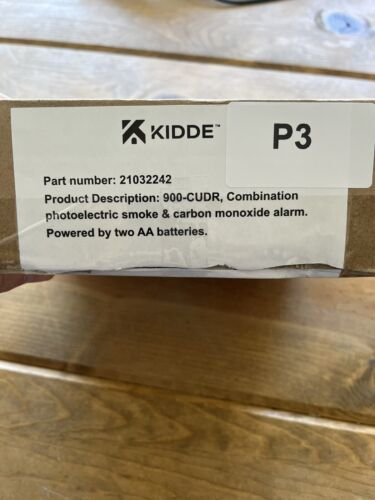 KIDDE™
P3
Part number: 21032242
Product Description: 900-CUDR, Combination
photoelectric smoke & carbon monoxide alarm.
Powered by two AA batteries.